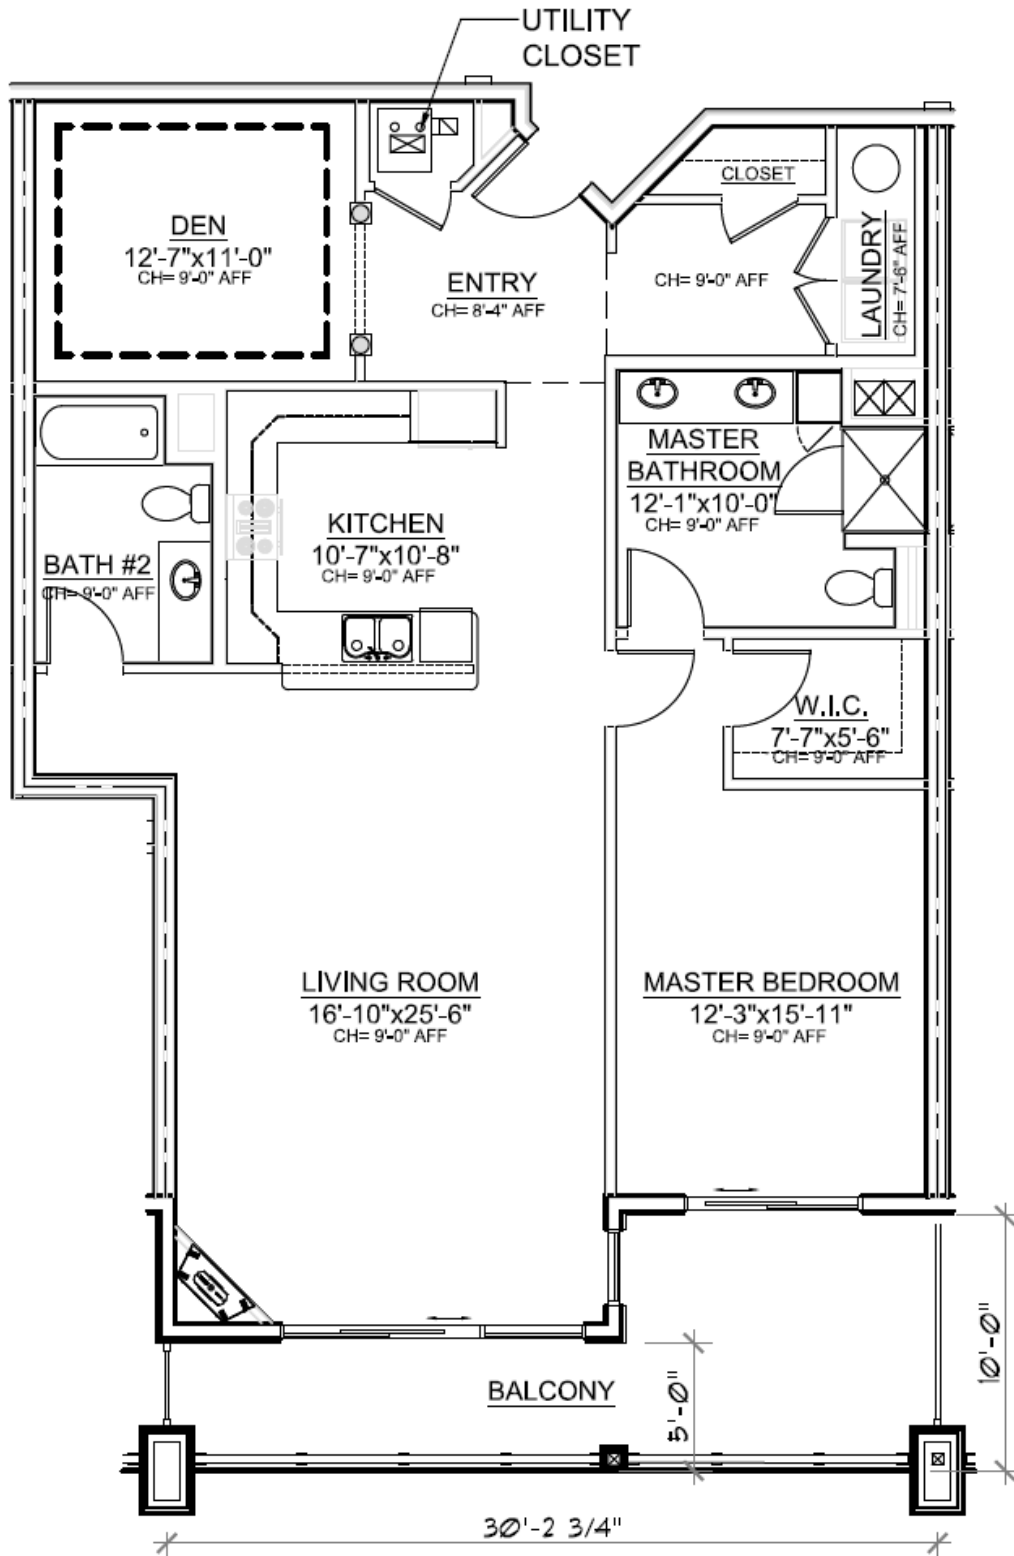 UTILITY
CLOSET
CLOSET
DEN
12'-7"x11'-0"
CH= 9'-0" AFF
ENTRY
CH= 8'-4" AFF
CH= 9'-0" AFF
LAUNDRY
CH= 7'-6" AFF
MASTER
BATHROOM
12'-1"x10'-0"
CH= 9'-0" AFF
KITCHEN
10'-7"x10'-8"
CH= 9'-0" AFF
BATH #2
CH= 9'-0" AFF
W.I.C.
7'-7"x5'-6"
CH= 9'-0" AFF
LIVING ROOM
16'-10"x25'-6"
CH= 9'-0" AFF
MASTER BEDROOM
12'-3"x15'-11"
CH= 9'-0" AFF
BALCONY
5'-0"
10'-0"
30'-2 3/4"